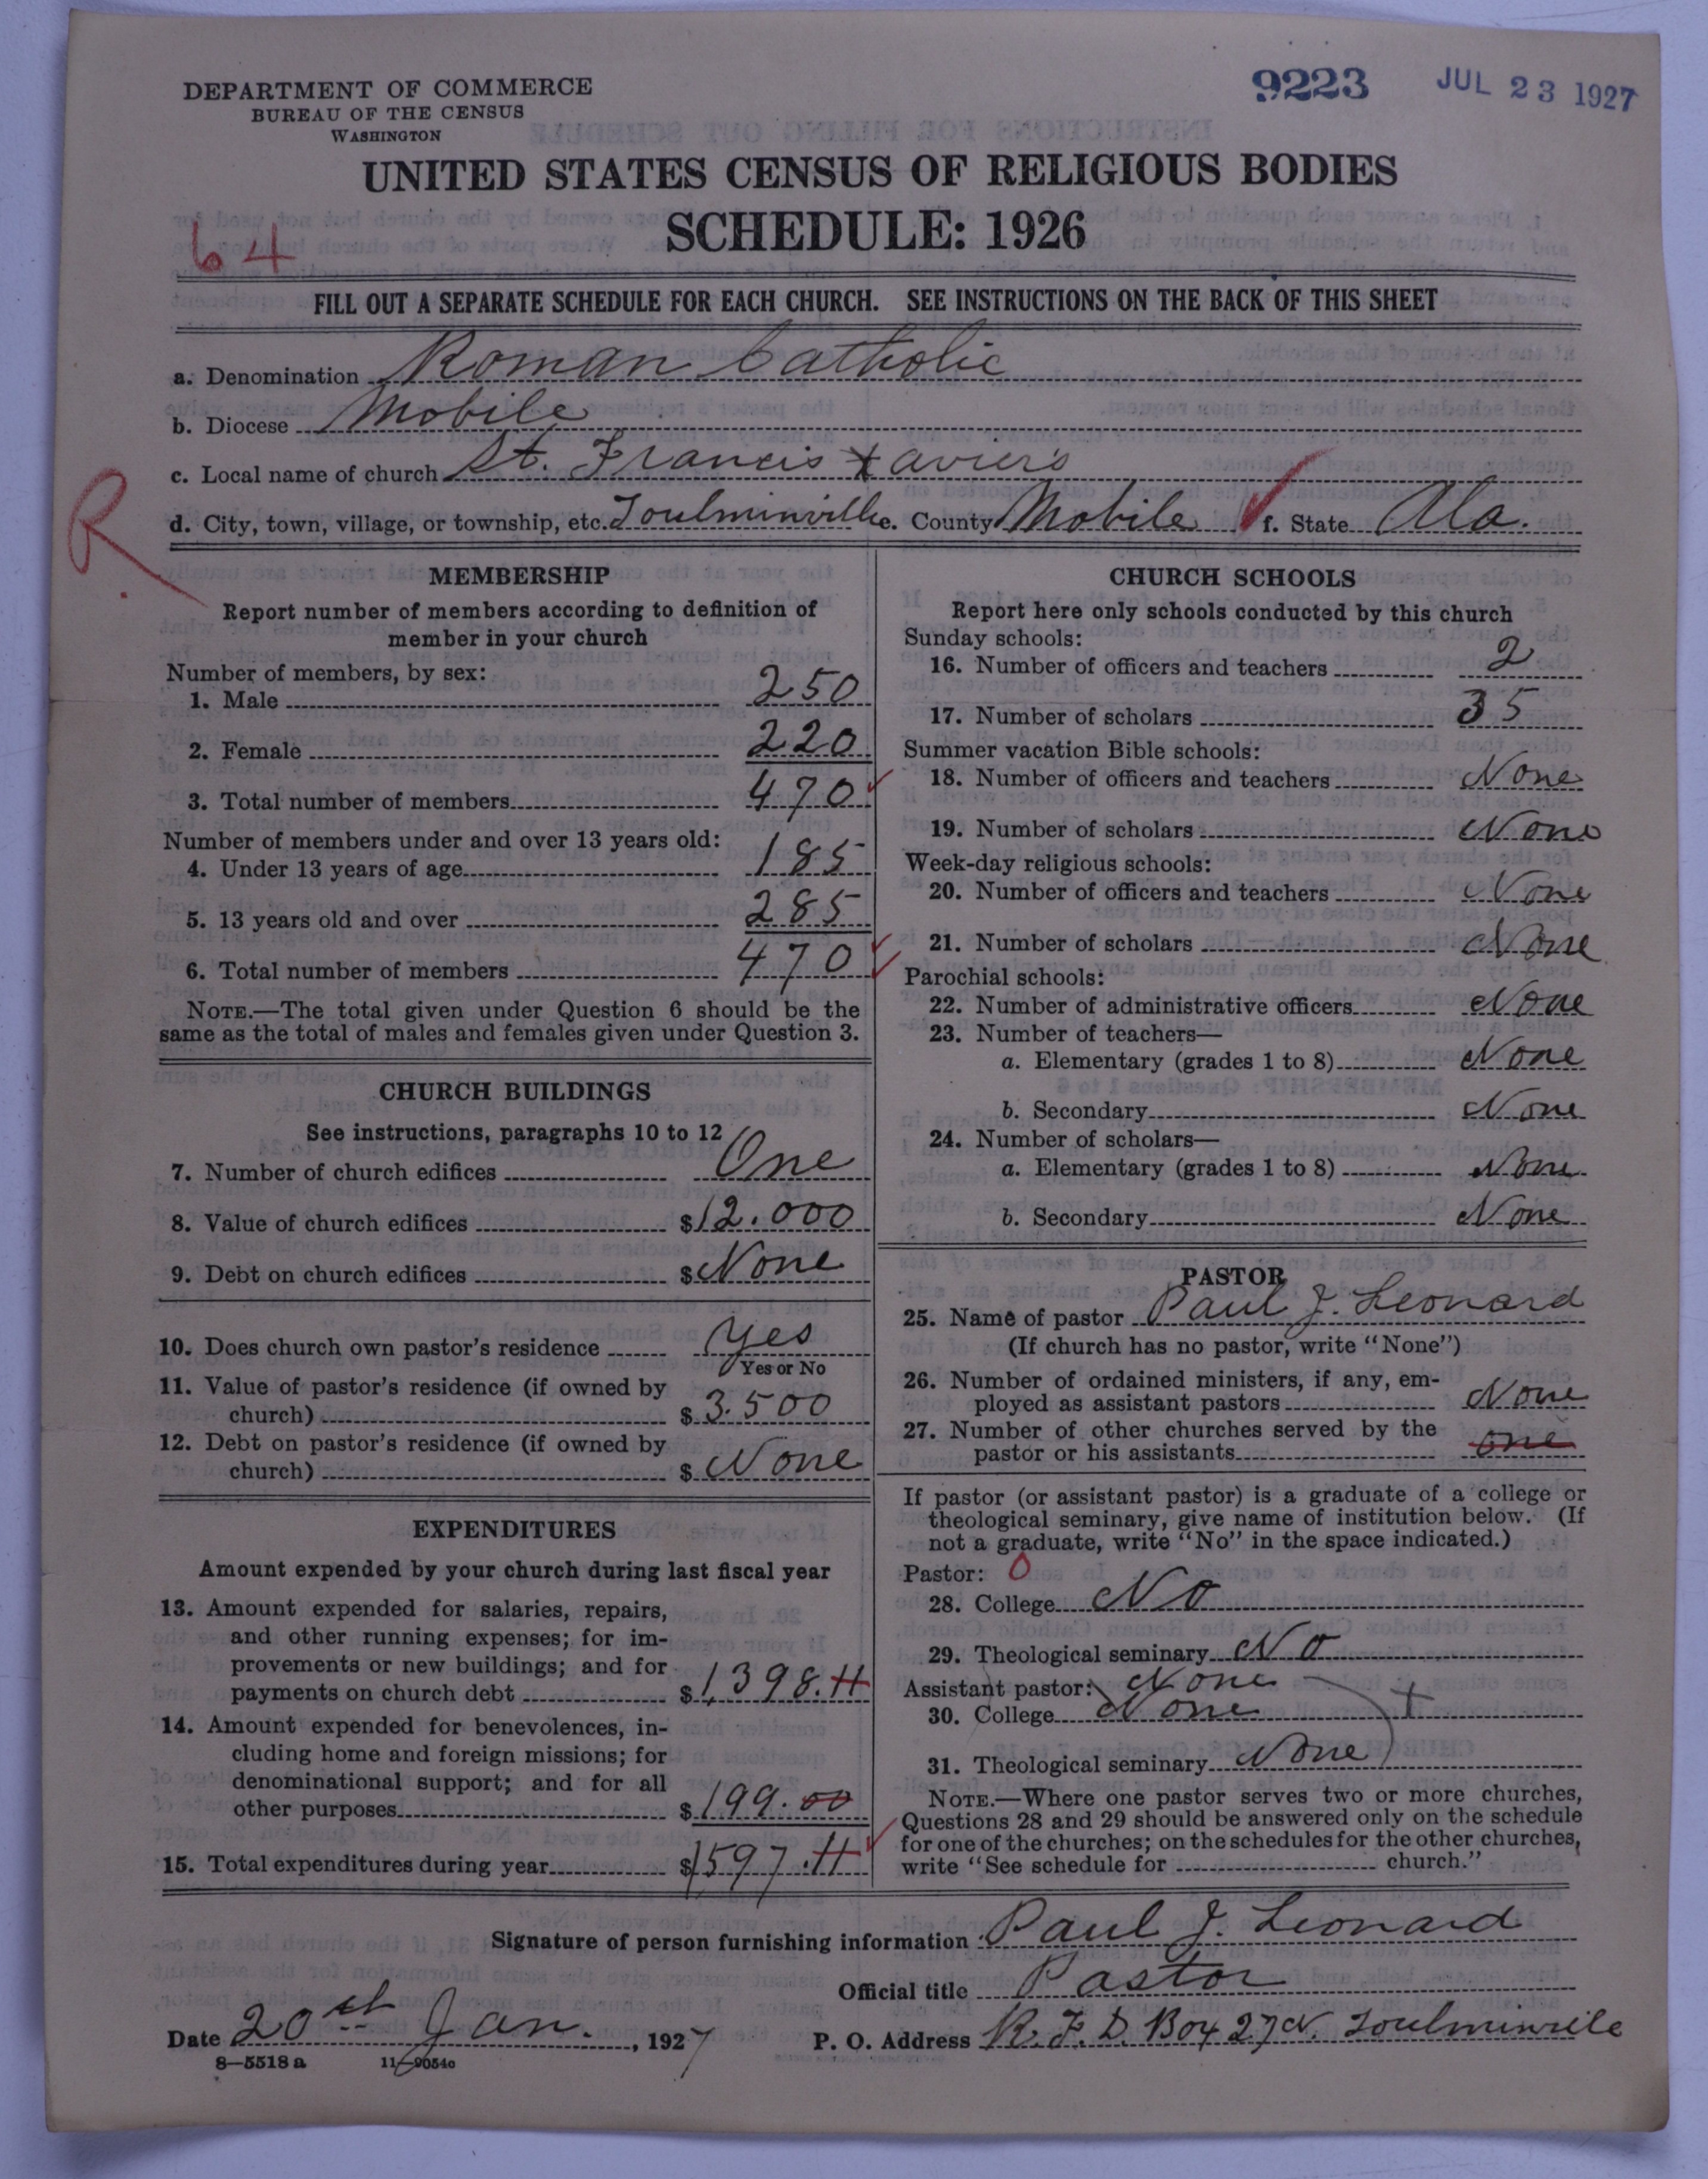 DEPARTMENT OF COMMERCE
BUREAU OF THE CENSUS
WASHINGTON
9223 JUL 23 1927
UNITED STATES CENSUS OF RELIGIOUS BODIES
SCHEDULE: 1926
64
FILL OUT A SEPARATE SCHEDULE FOR EACH CHURCH. SEE INSTRUCTIONS ON THE BACK OF THIS SHEET
a. Denomination Roman Catholic
b. Diocese Mobile
c. Local name of church St. Francis Xavier's
R
d. City, town, village, or township, etc. Toulminville e. County Mobile f. State Ala.
MEMBERSHIP
Report number of members according to definition of
member in your church
Number of members, by sex:
1. Male 250
2. Female 220
3. Total number of members 470
Number of members under and over 13 years old:
4. Under 13 years of age 185
5. 13 years old and over 285
6. Total number of members 470
NOTE.—The total given under Question 6 should be the
same as the total of males and females given under Question 3.
CHURCH BUILDINGS
See instructions, paragraphs 10 to 12
7. Number of church edifices One
8. Value of church edifices $12.000
9. Debt on church edifices $None
10. Does church own pastor's residence yes
Yes or No
11. Value of pastor's residence (if owned by
church) $3.500
12. Debt on pastor's residence (if owned by
church) $None
EXPENDITURES
Amount expended by your church during last fiscal year
13. Amount expended for salaries, repairs,
and other running expenses; for im-
provements or new buildings; and for
payments on church debt $1,398.11
14. Amount expended for benevolences, in-
cluding home and foreign missions; for
denominational support; and for all
other purposes $199.00
15. Total expenditures during year $1597.11
CHURCH SCHOOLS
Report here only schools conducted by this church
Sunday schools:
16. Number of officers and teachers 2
17. Number of scholars 35
Summer vacation Bible schools:
18. Number of officers and teachers None
19. Number of scholars None
Week-day religious schools:
20. Number of officers and teachers None
21. Number of scholars None
Parochial schools:
22. Number of administrative officers None
23. Number of teachers—
a. Elementary (grades 1 to 8) None
b. Secondary None
24. Number of scholars—
a. Elementary (grades 1 to 8) None
b. Secondary None
PASTOR
25. Name of pastor Paul J. Leonard
(If church has no pastor, write "None")
26. Number of ordained ministers, if any, em-
ployed as assistant pastors None
27. Number of other churches served by the
pastor or his assistants one
If pastor (or assistant pastor) is a graduate of a college or
theological seminary, give name of institution below. (If
not a graduate, write "No" in the space indicated.)
Pastor: 0
28. College No
29. Theological seminary No
Assistant pastor: None
30. College None
31. Theological seminary None
NOTE.—Where one pastor serves two or more churches,
Questions 28 and 29 should be answered only on the schedule
for one of the churches; on the schedules for the other churches,
write "See schedule for church."
Signature of person furnishing information Paul J. Leonard
Official title Pastor
Date 20th Jan., 1927 P. O. Address R. F. D. Box 27N. Toulminville
8—5518 a 11—9054c